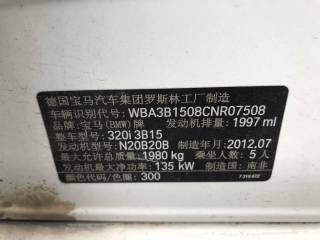 德国宝马汽车集团罗斯林工厂制造
车辆识别代号: WBA3B1508CNR07508
品牌: 宝马(BMW)牌 发动机排量: 1997 ml
整车型号: 320i 3B15
发动机型号: N20B20B 制造年月: 2012.07
最大允许总质量: 1980 kg 乘坐人数: 5 人
发动机最大净功率: 135 kW 制造国: 南非
颜色代码/色圈: 300